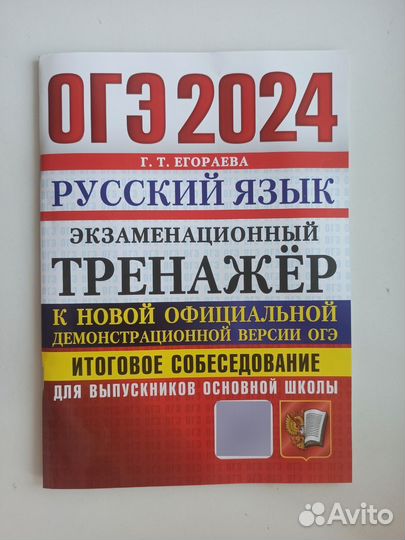 ОГЭ 2024
Г. Т. ЕГОРАЕВА
РУССКИЙ ЯЗЫК
ЭКЗАМЕНАЦИОННЫЙ
ТРЕНАЖЁР
К НОВОЙ ОФИЦИАЛЬНОЙ
ДЕМОНСТРАЦИОННОЙ ВЕРСИИ ОГЭ
ИТОГОВОЕ СОБЕСЕДОВАНИЕ
ДЛЯ ВЫПУСКНИКОВ ОСНОВНОЙ ШКОЛЫ
Avito